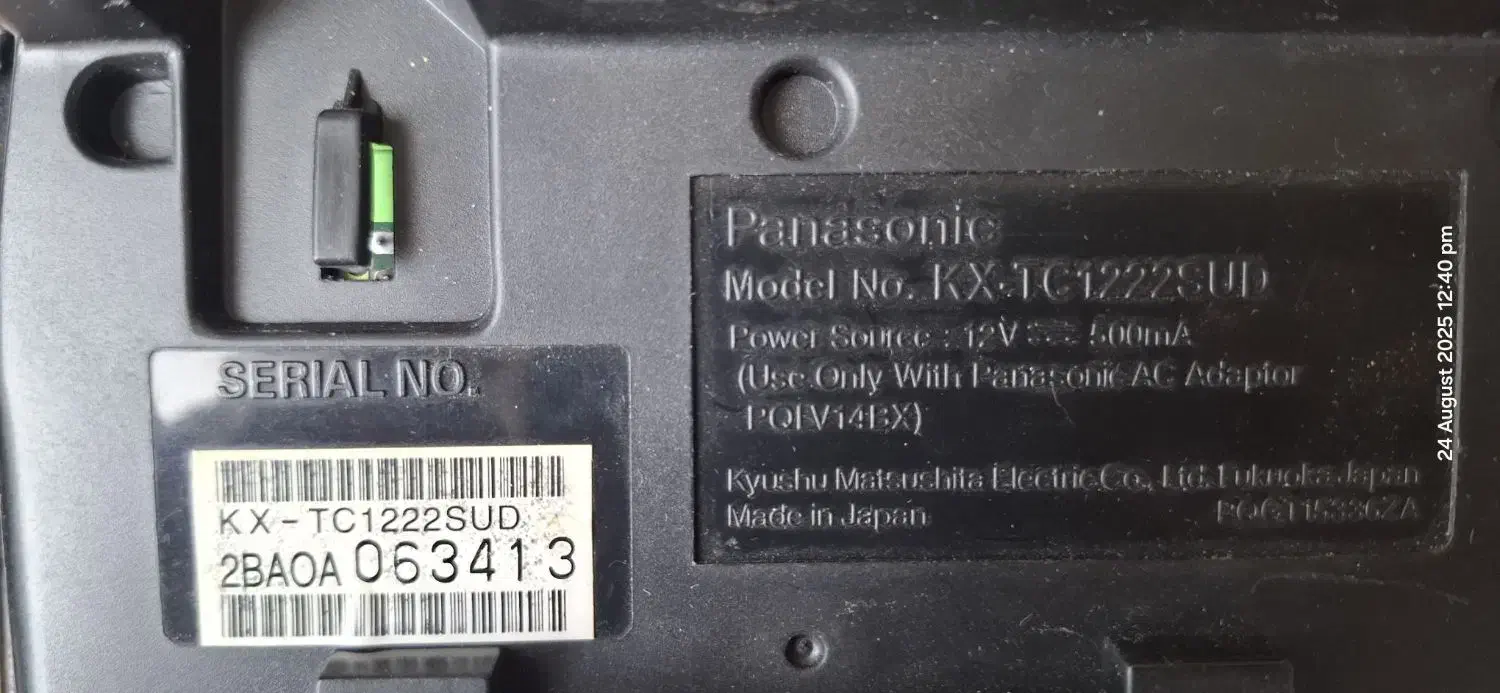 SERIAL NO.
KX-TC1222SUD
2BAOA 063413
Panasonic
Model No. KX-TC1222SUD
Power Source : 12V ⎓ 500mA
(Use Only With Panasonic AC Adaptor
PQLV14BX)
Kyushu Matsushita Electric Co., Ltd. Fukuoka Japan
Made in Japan
24 August 2025 12:40 pm